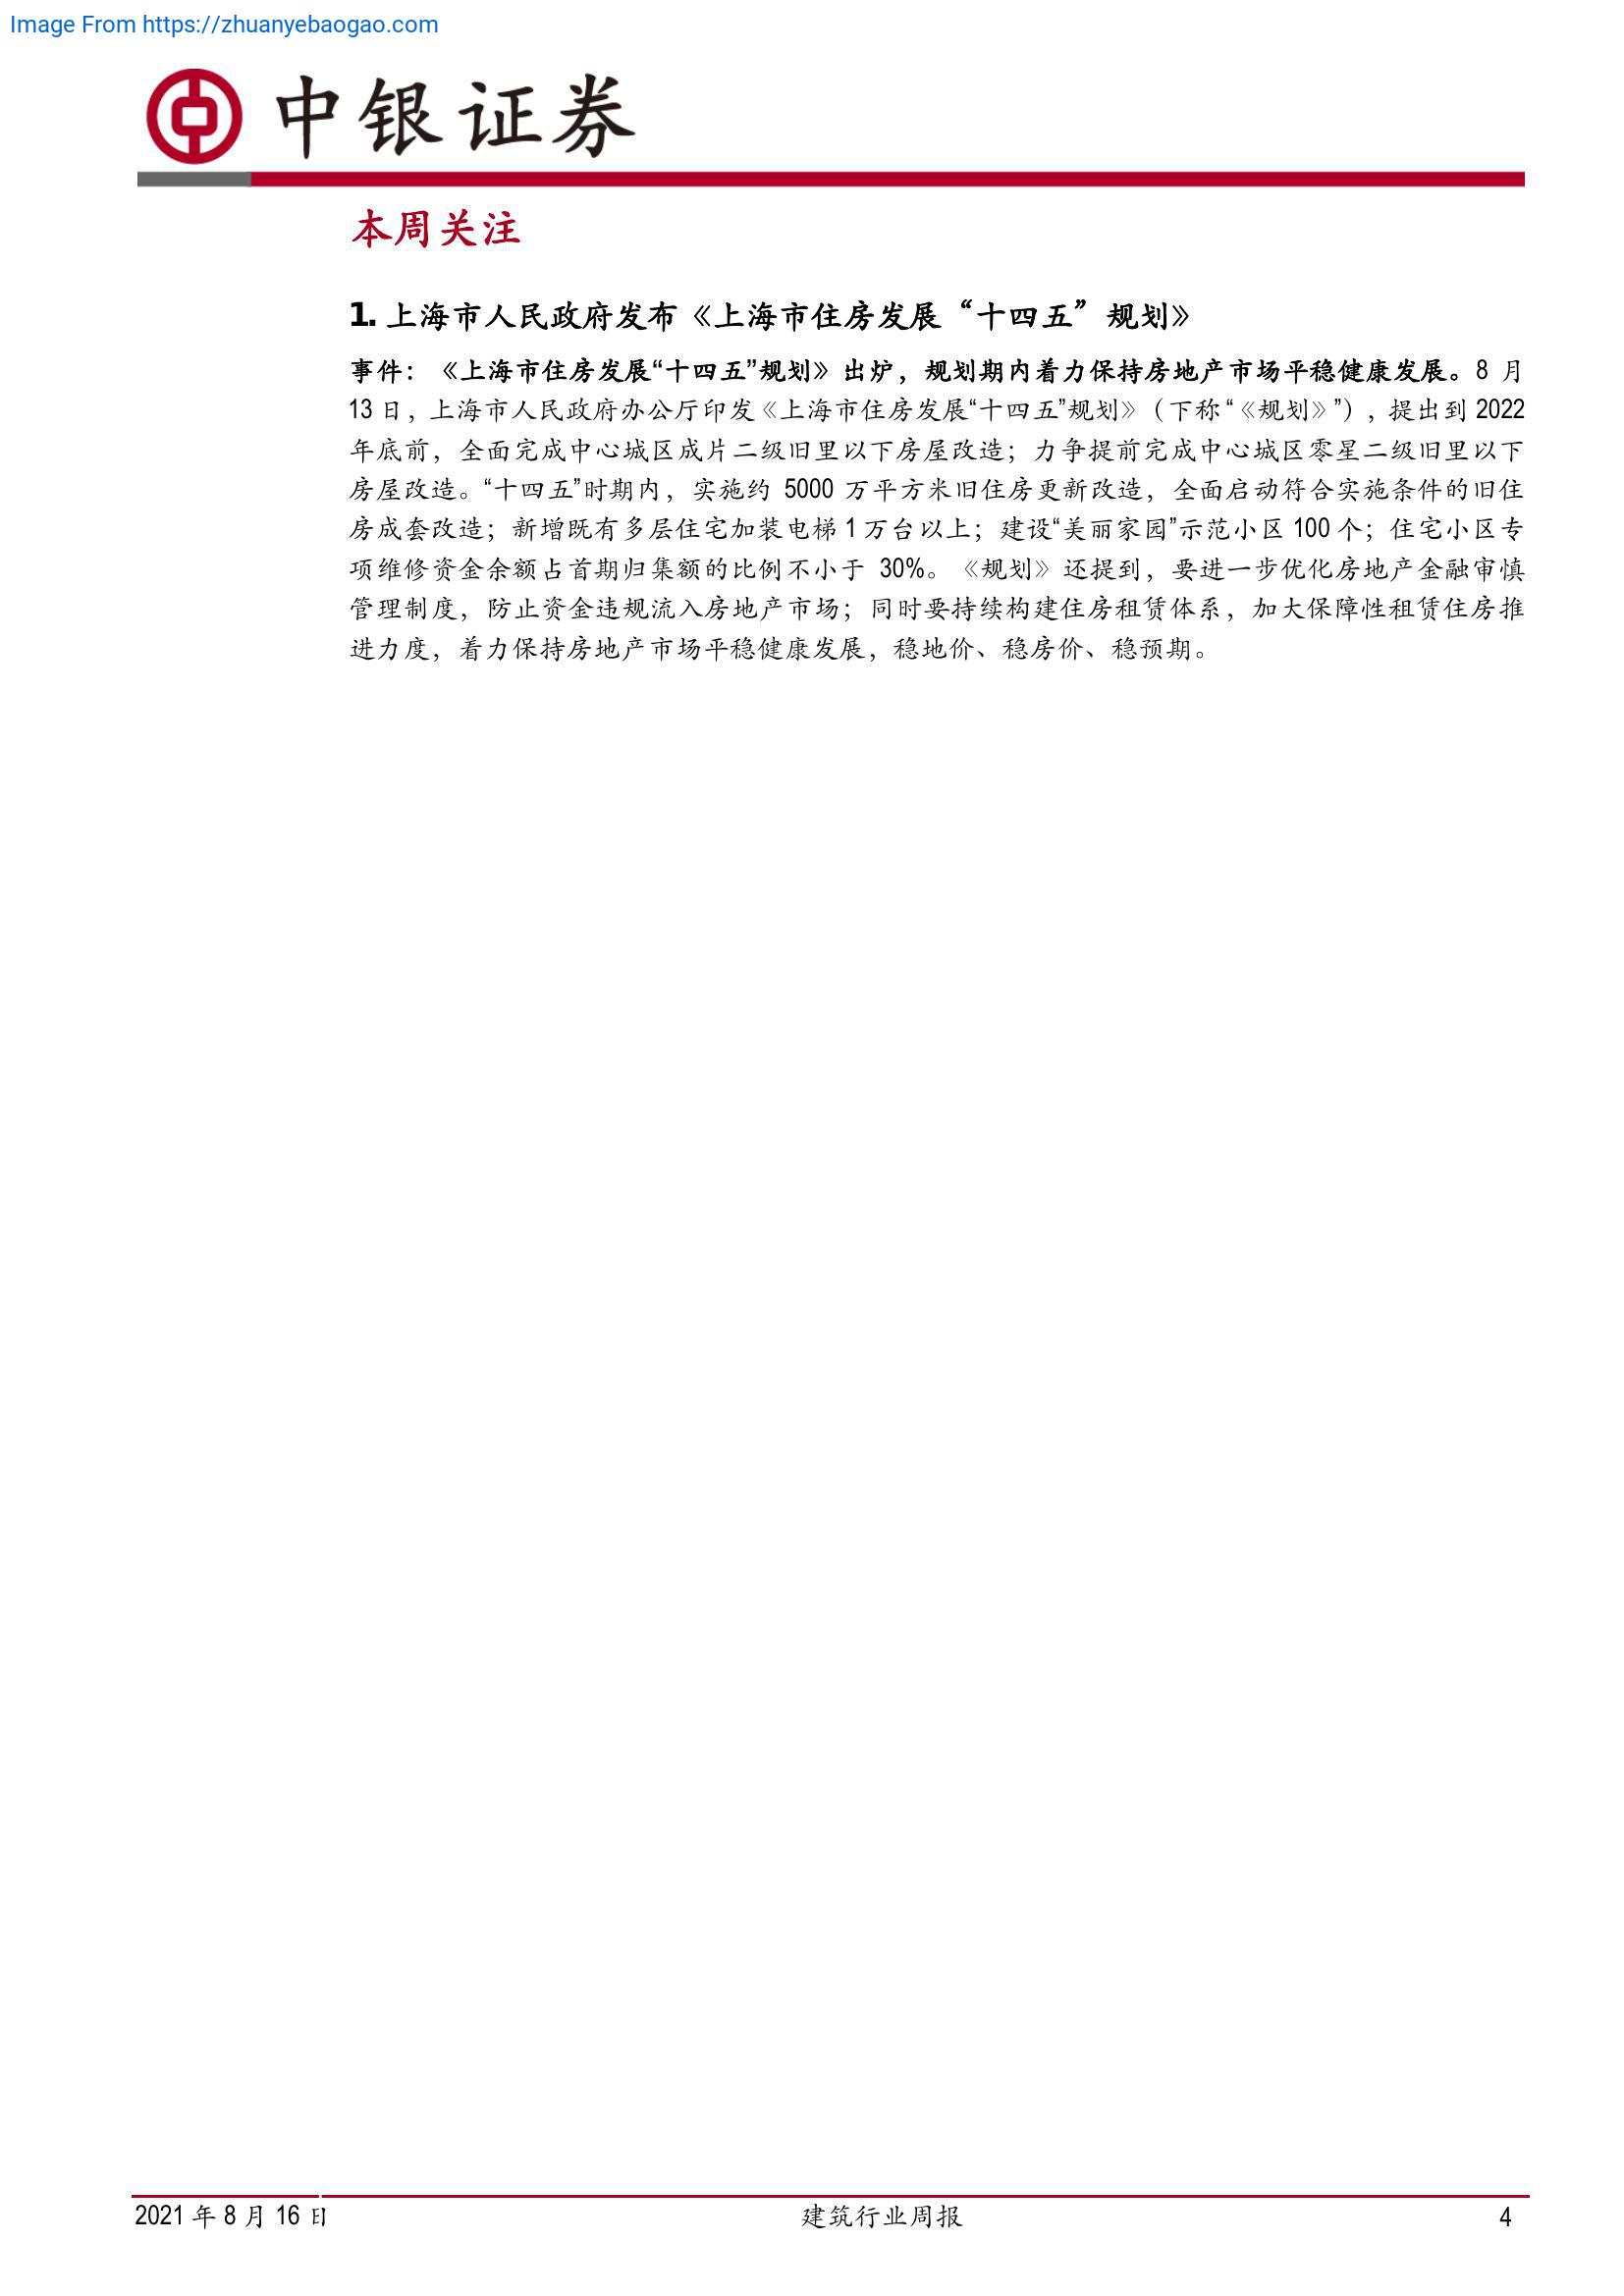 Image From https://zhuanyebaogao.com
中银证券
本周关注
1. 上海市人民政府发布《上海市住房发展“十四五”规划》
事件：《上海市住房发展“十四五”规划》出炉，规划期内着力保持房地产市场平稳健康发展。8 月
13 日，上海市人民政府办公厅印发《上海市住房发展“十四五”规划》（下称“《规划》”），提出到 2022
年底前，全面完成中心城区成片二级旧里以下房屋改造；力争提前完成中心城区零星二级旧里以下
房屋改造。“十四五”时期内，实施约 5000 万平方米旧住房更新改造，全面启动符合实施条件的旧住
房成套改造；新增既有多层住宅加装电梯 1 万台以上；建设“美丽家园”示范小区 100 个；住宅小区专
项维修资金余额占首期归集额的比例不小于 30%。《规划》还提到，要进一步优化房地产金融审慎
管理制度，防止资金违规流入房地产市场；同时要持续构建住房租赁体系，加大保障性租赁住房推
进力度，着力保持房地产市场平稳健康发展，稳地价、稳房价、稳预期。
2021 年 8 月 16 日
建筑行业周报
4